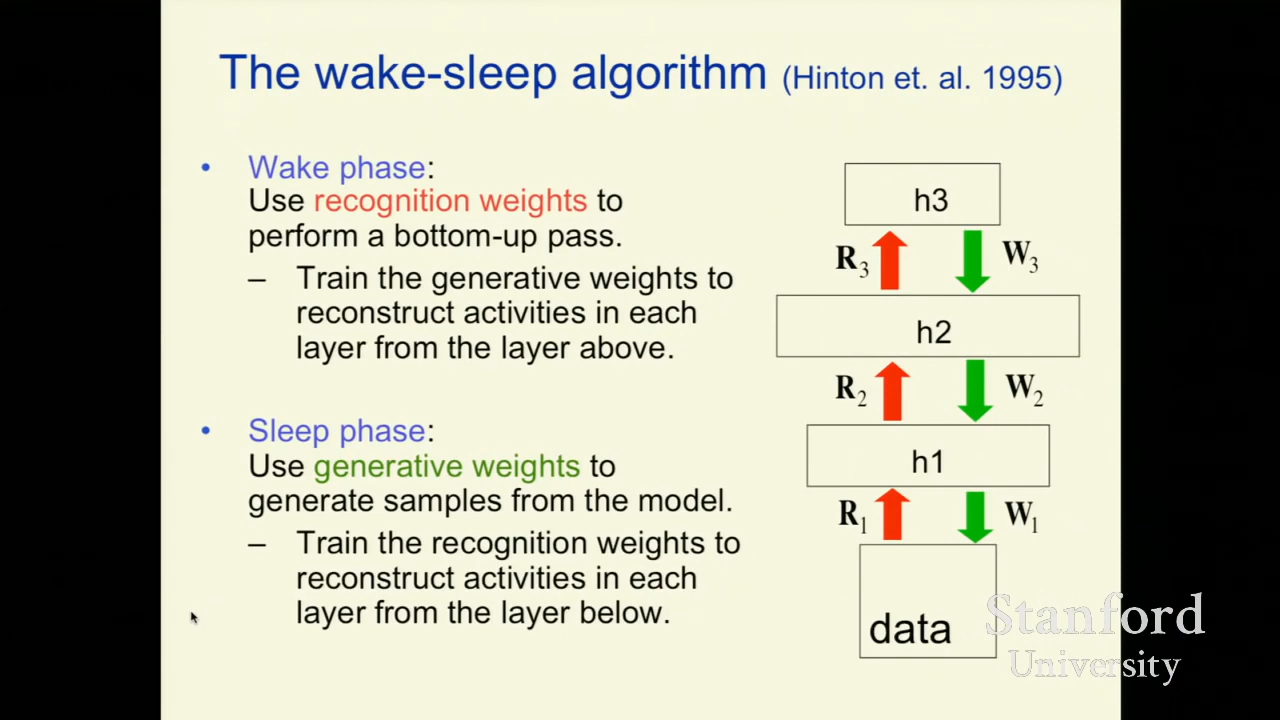 The wake-sleep algorithm (Hinton et. al. 1995)
• Wake phase:
Use recognition weights to
perform a bottom-up pass.
– Train the generative weights to
reconstruct activities in each
layer from the layer above.
• Sleep phase:
Use generative weights to
generate samples from the model.
– Train the recognition weights to
reconstruct activities in each
layer from the layer below.
h3
R3 W3
h2
R2 W2
h1
R1 W1
data
Stanford
University